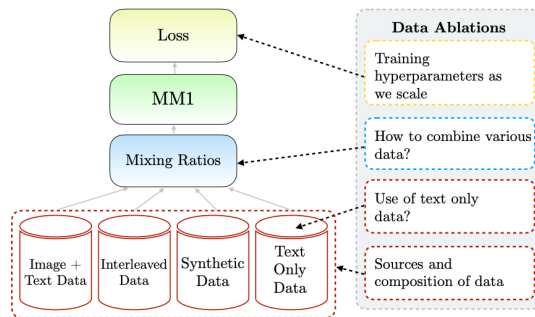 Loss
MM1
Mixing Ratios
Image +
Text Data
Interleaved
Data
Synthetic
Data
Text
Only
Data
Data Ablations
Training
hyperparameters as
we scale
How to combine various
data?
Use of text only
data?
Sources and
composition of data